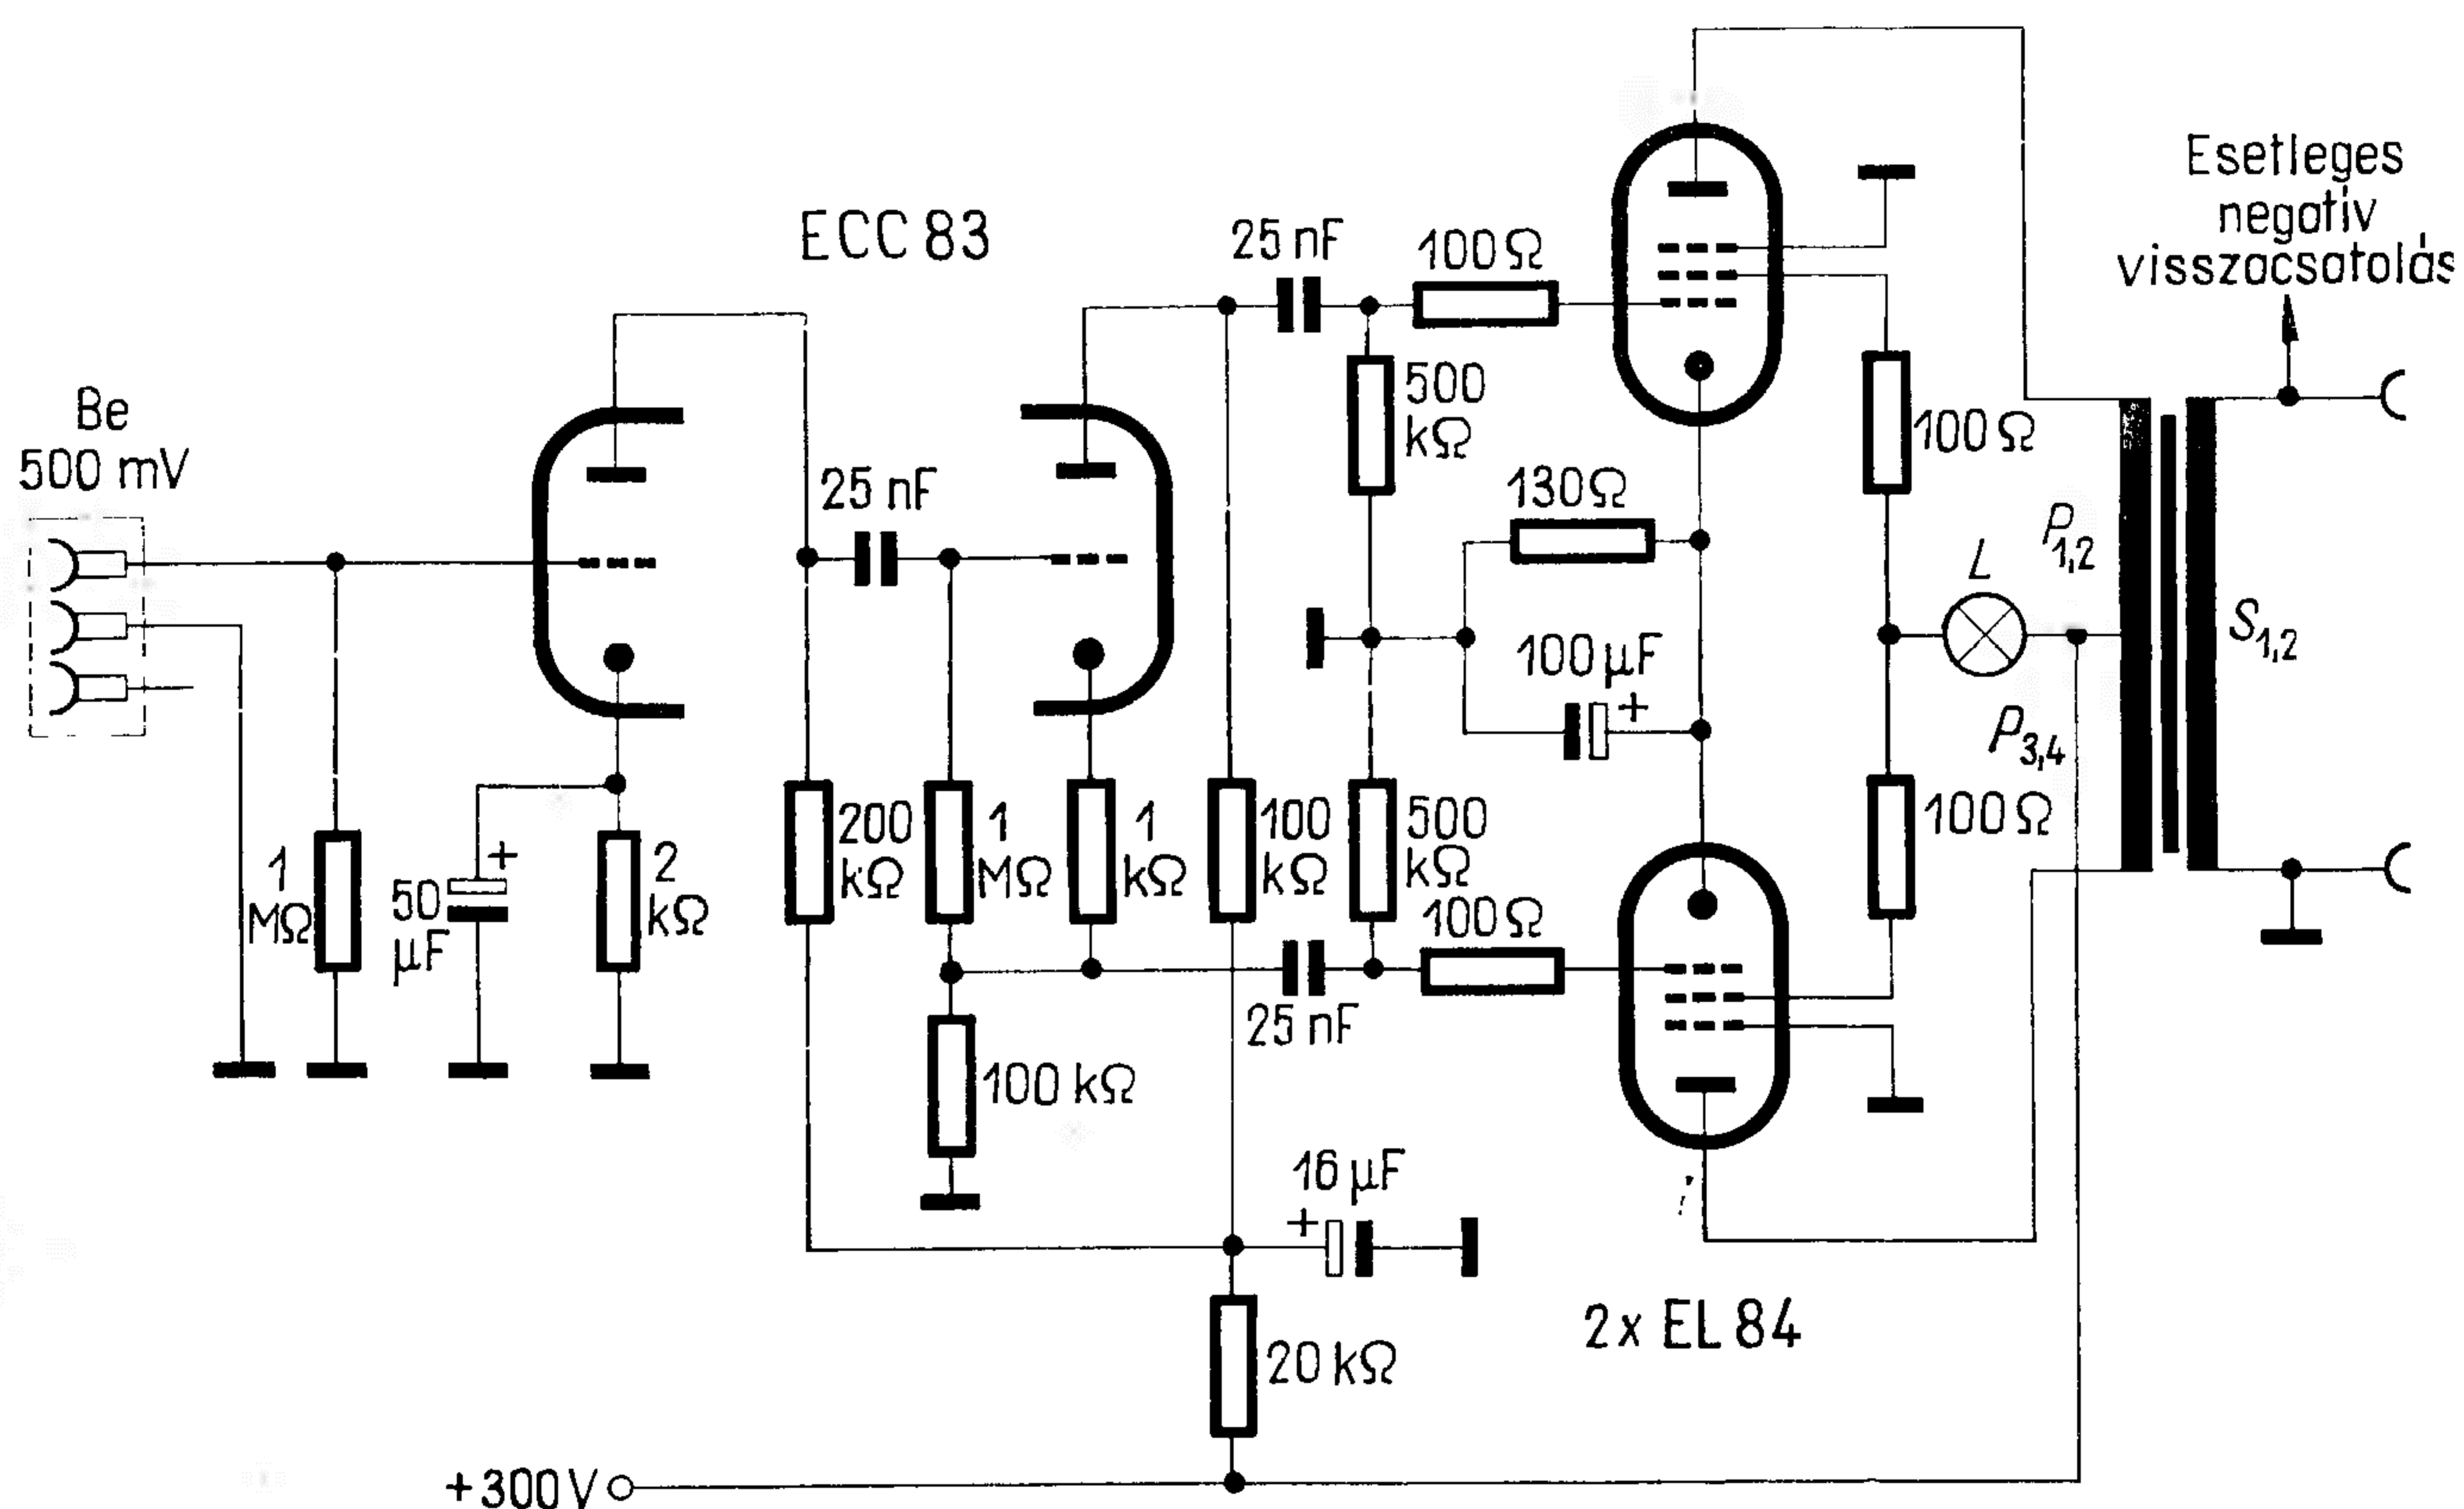 ECC 83
Be
500 mV
1
MΩ
50
µF
+
2
kΩ
25 nF
200
kΩ
1
MΩ
1
kΩ
100
kΩ
100 kΩ
25 nF
100 Ω
500
kΩ
130 Ω
100 µF
+
500
kΩ
100 Ω
25 nF
16 µF
+
20 kΩ
+300 V
2x EL 84
100 Ω
L
100 Ω
P1,2
P3,4
S1,2
Esetleges
negatív
visszacsatolás